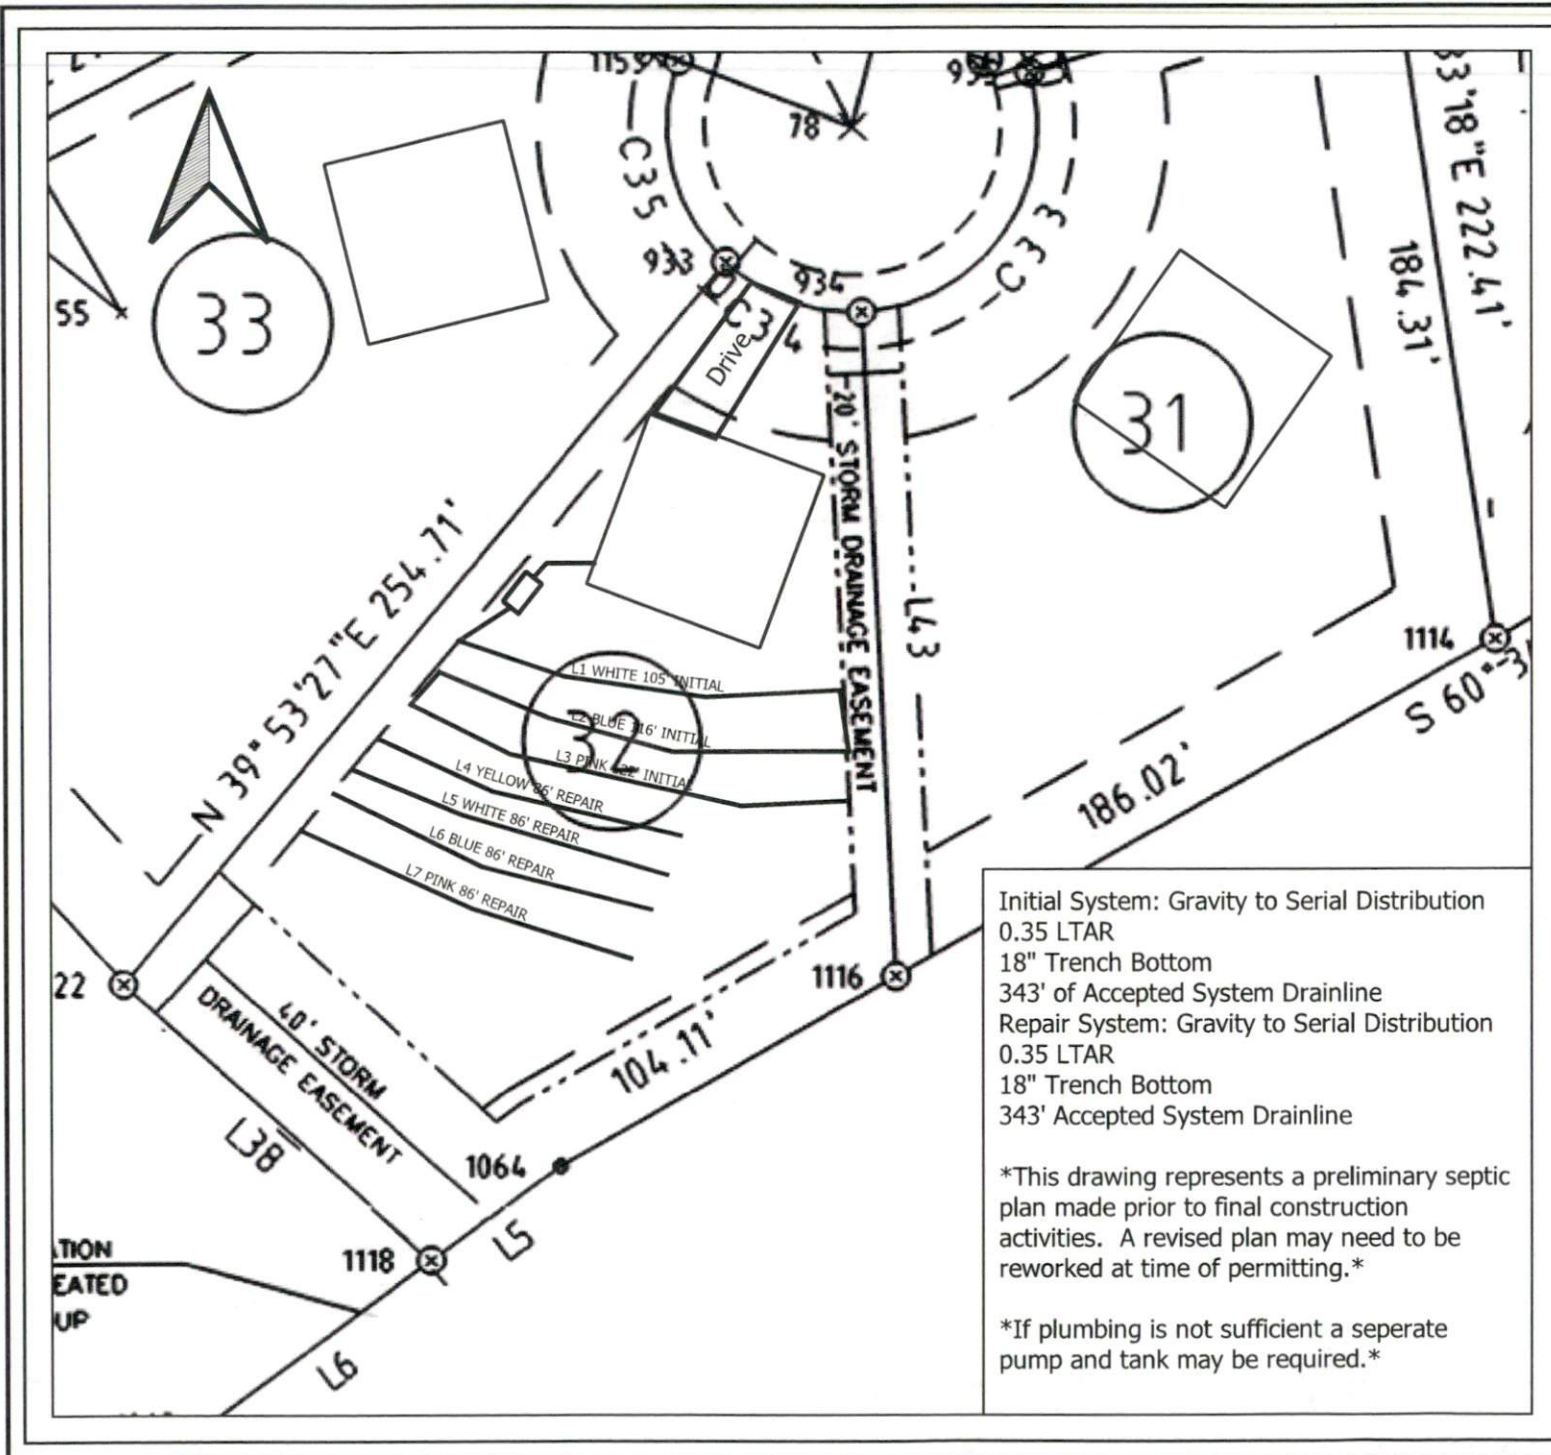 1159
935
78
C35
33'18"E 222.41'
184.31'
C33
933
934
C34
55
33
Drive
31
20' STORM DRAINAGE EASEMENT
L43
N 39° 53'27"E 254.71'
1114
S 60°
L1 WHITE 105' INITIAL
L2 BLUE 116' INITIAL
32
L3 PINK 122' INITIAL
L4 YELLOW 86' REPAIR
L5 WHITE 86' REPAIR
L6 BLUE 86' REPAIR
L7 PINK 86' REPAIR
186.02'
22
1116
40' STORM
DRAINAGE EASEMENT
104.11'
L38
1064
L5
1118
TION
EATED
UP
L6
Initial System: Gravity to Serial Distribution
0.35 LTAR
18" Trench Bottom
343' of Accepted System Drainline
Repair System: Gravity to Serial Distribution
0.35 LTAR
18" Trench Bottom
343' Accepted System Drainline
*This drawing represents a preliminary septic
plan made prior to final construction
activities. A revised plan may need to be
reworked at time of permitting.*
*If plumbing is not sufficient a seperate
pump and tank may be required.*